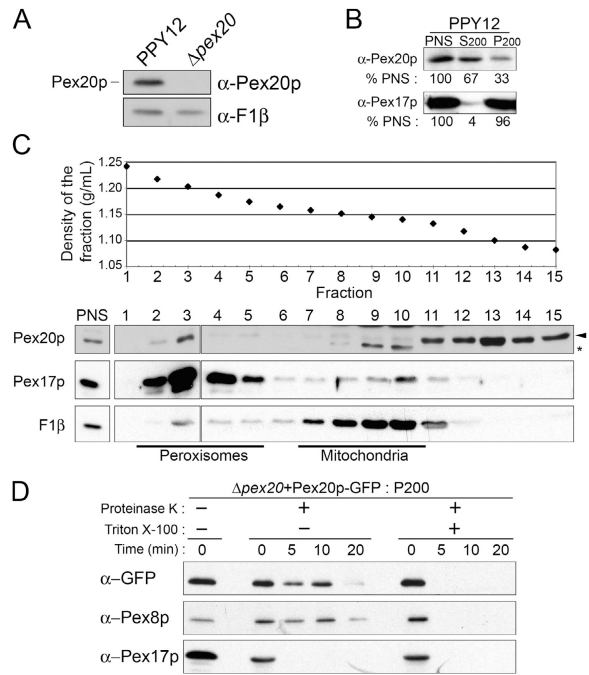 A
PPY12
Δpex20
Pex20p –
α-Pex20p
α-F1β
B
PPY12
PNS S200 P200
α-Pex20p
% PNS : 100 67 33
α-Pex17p
% PNS : 100 4 96
C
Density of the fraction (g/mL)
1.25
1.20
1.15
1.10
1.05
1 2 3 4 5 6 7 8 9 10 11 12 13 14 15
Fraction
PNS 1 2 3 4 5 6 7 8 9 10 11 12 13 14 15
Pex20p
*
Pex17p
F1β
Peroxisomes Mitochondria
D
Δpex20+Pex20p-GFP : P200
Proteinase K : – + +
Triton X-100 : – – +
Time (min) : 0 0 5 10 20 0 5 10 20
α–GFP
α–Pex8p
α–Pex17p